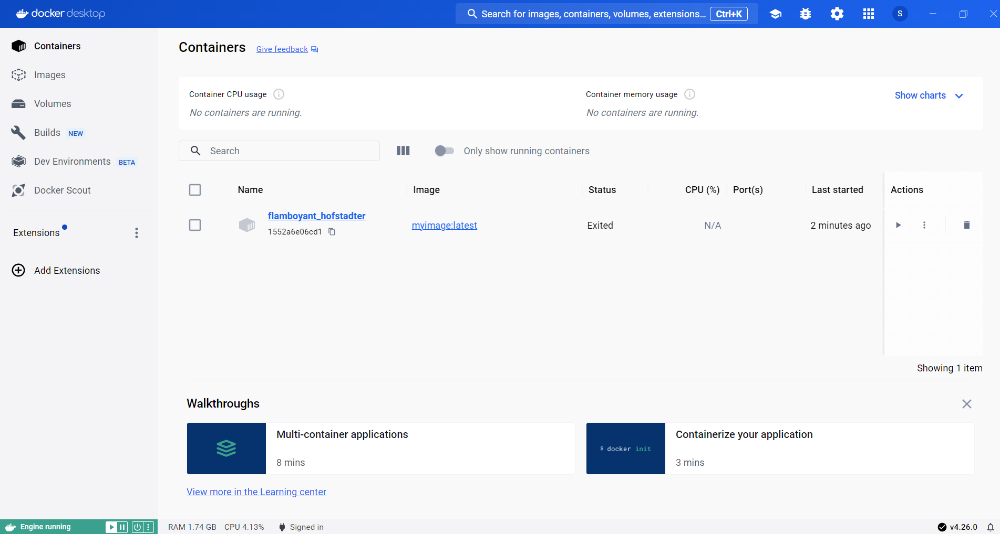 docker desktop
Search for images, containers, volumes, extensions... Ctrl+K
S
Containers
Images
Volumes
Builds NEW
Dev Environments BETA
Docker Scout
Extensions
Add Extensions
Containers Give feedback
Container CPU usage
No containers are running.
Container memory usage
No containers are running.
Show charts
Search
Only show running containers
Name Image Status CPU (%) Port(s) Last started Actions
flamboyant_hofstadter
1552a6e06cd1
myimage:latest Exited N/A 2 minutes ago
Showing 1 item
Walkthroughs
Multi-container applications
8 mins
$ docker init
Containerize your application
3 mins
View more in the Learning center
Engine running
RAM 1.74 GB CPU 4.13% Signed in
v4.26.0